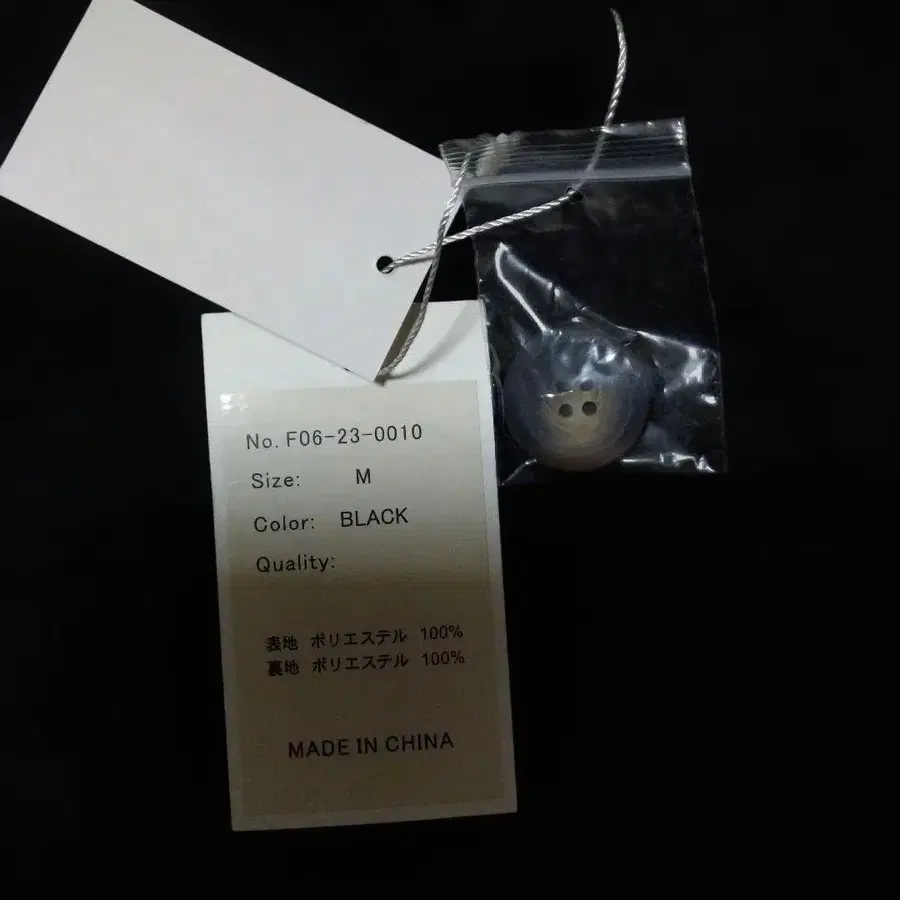 No. F06-23-0010
Size: M
Color: BLACK
Quality:
表地 ポリエステル 100%
裏地 ポリエステル 100%
MADE IN CHINA